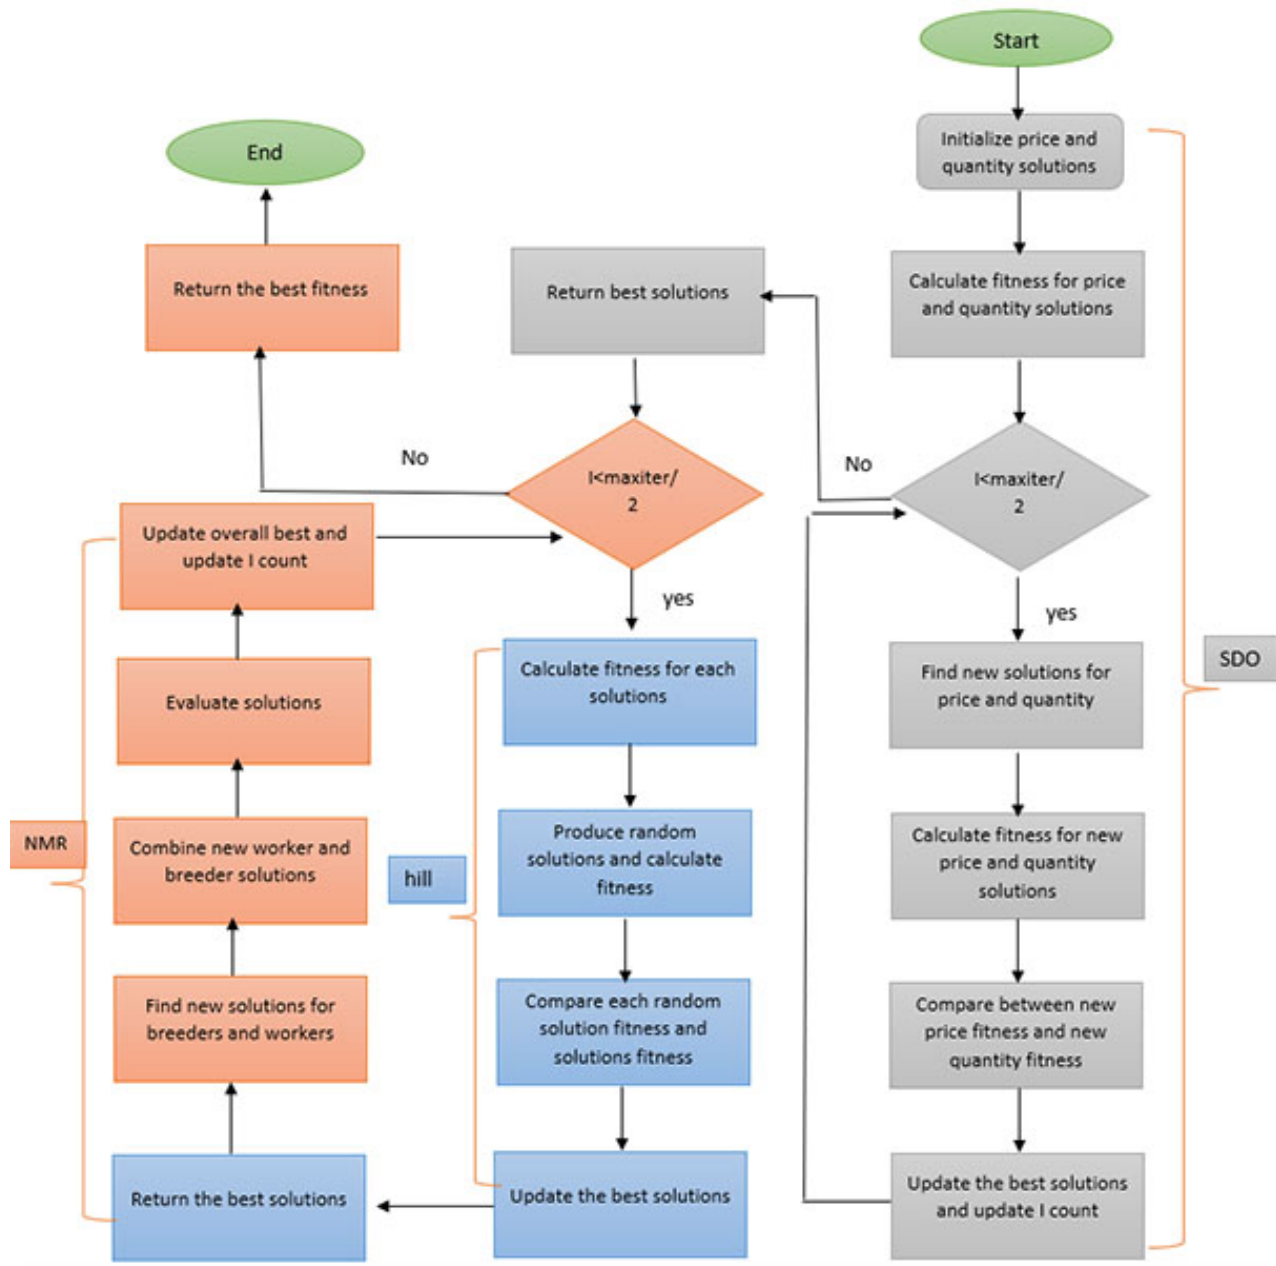 Start
Initialize price and
quantity solutions
Calculate fitness for price
and quantity solutions
I<maxiter/
2
No
yes
Find new solutions for
price and quantity
Calculate fitness for new
price and quantity
solutions
Compare between new
price fitness and new
quantity fitness
Update the best solutions
and update I count
SDO
Return best solutions
I<maxiter/
2
No
yes
Calculate fitness for each
solutions
Produce random
solutions and calculate
fitness
Compare each random
solution fitness and
solutions fitness
Update the best solutions
hill
Return the best solutions
Find new solutions for
breeders and workers
Combine new worker and
breeder solutions
Evaluate solutions
Update overall best and
update I count
NMR
Return the best fitness
End